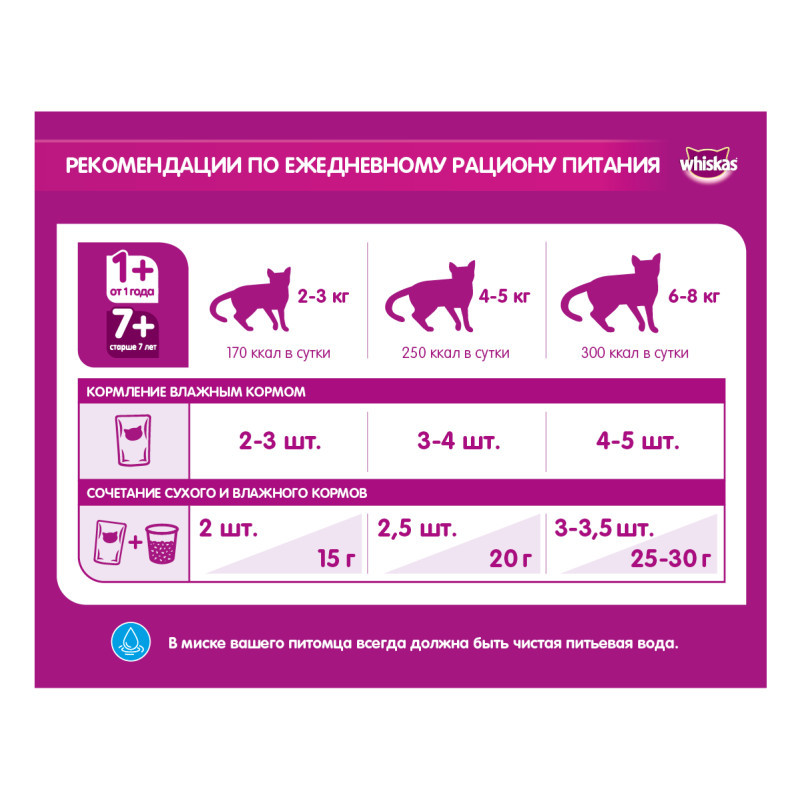 РЕКОМЕНДАЦИИ ПО ЕЖЕДНЕВНОМУ РАЦИОНУ ПИТАНИЯ
whiskas
1+
от 1 года
7+
старше 7 лет
2-3 кг
170 ккал в сутки
4-5 кг
250 ккал в сутки
6-8 кг
300 ккал в сутки
КОРМЛЕНИЕ ВЛАЖНЫМ КОРМОМ
2-3 шт.
3-4 шт.
4-5 шт.
СОЧЕТАНИЕ СУХОГО И ВЛАЖНОГО КОРМОВ
+
2 шт.
15 г
2,5 шт.
20 г
3-3,5 шт.
25-30 г
В миске вашего питомца всегда должна быть чистая питьевая вода.